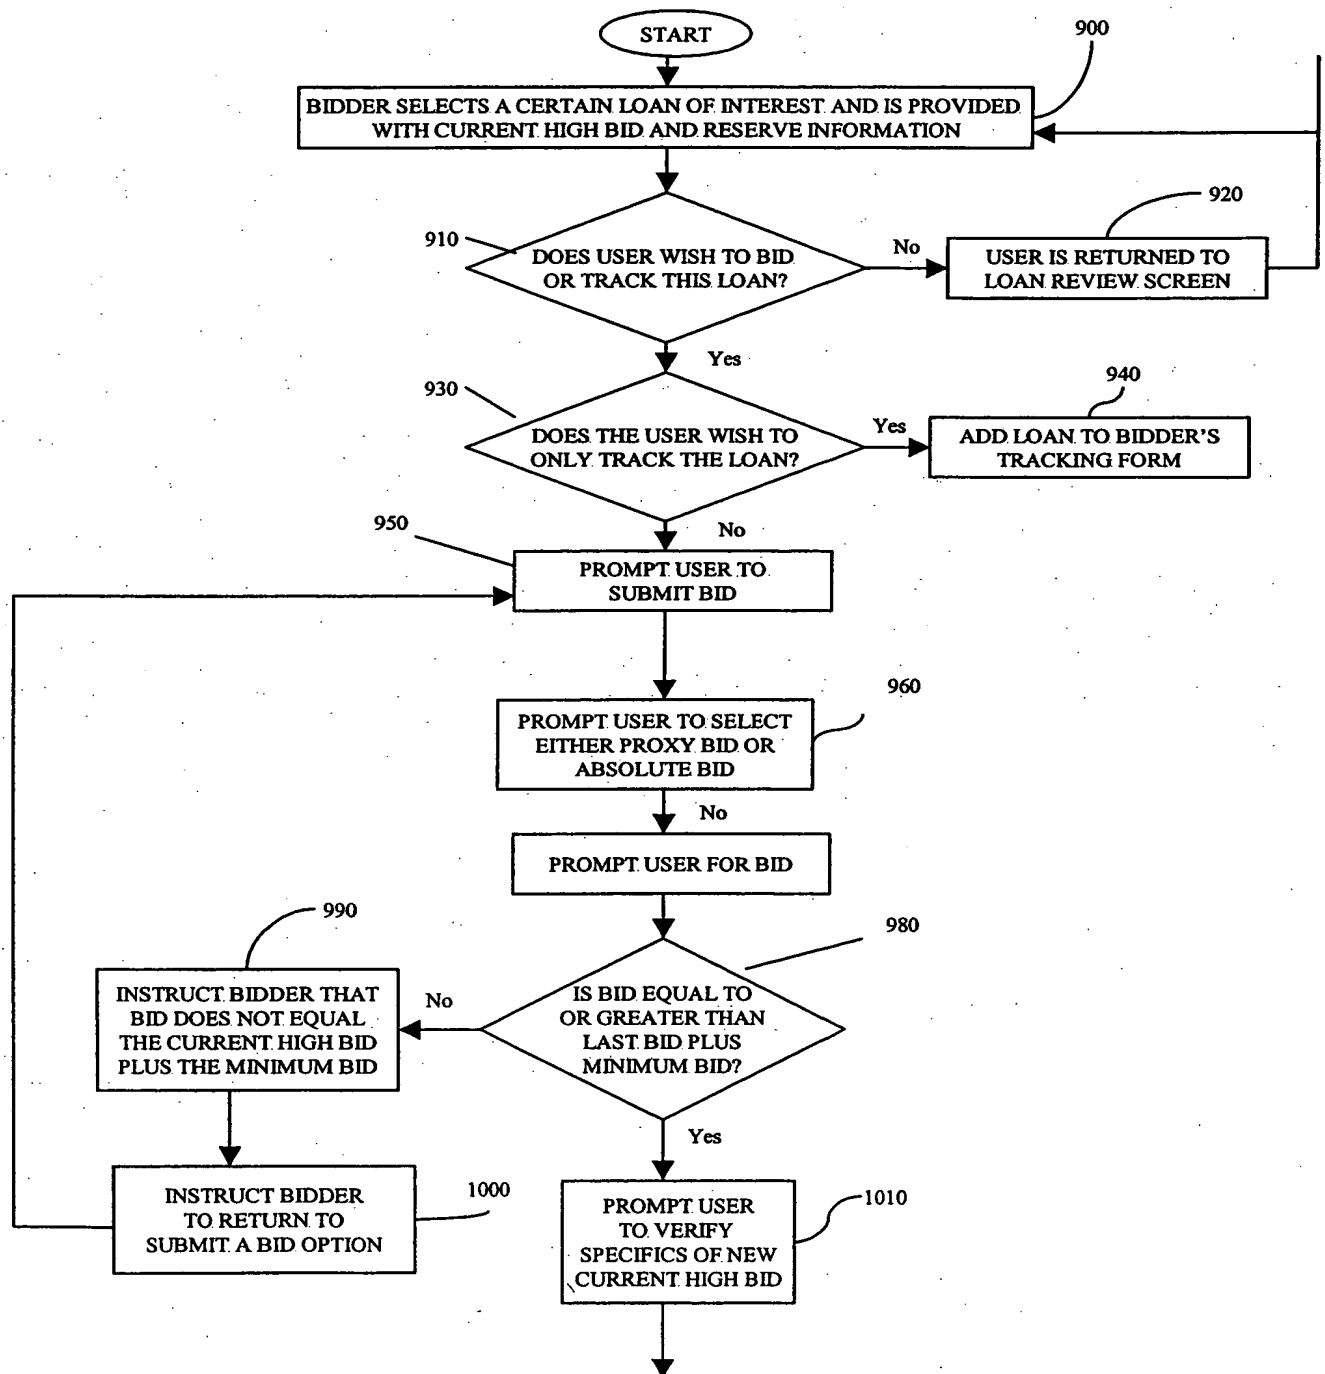 START
900
BIDDER SELECTS A CERTAIN LOAN OF INTEREST AND IS PROVIDED
WITH CURRENT HIGH BID AND RESERVE INFORMATION
920
910
DOES USER WISH TO BID
OR TRACK THIS LOAN?
No
USER IS RETURNED TO
LOAN REVIEW SCREEN
Yes
930
940
DOES THE USER WISH TO
ONLY TRACK THE LOAN?
Yes
ADD LOAN TO BIDDER'S
TRACKING FORM
No
950
PROMPT USER TO
SUBMIT BID
960
PROMPT USER TO SELECT
EITHER PROXY BID OR
ABSOLUTE BID
No
PROMPT USER FOR BID
990
980
INSTRUCT BIDDER THAT
BID DOES NOT EQUAL
THE CURRENT HIGH BID
PLUS THE MINIMUM BID
No
IS BID EQUAL TO
OR GREATER THAN
LAST BID PLUS
MINIMUM BID?
Yes
1000
INSTRUCT BIDDER
TO RETURN TO
SUBMIT A BID OPTION
1010
PROMPT USER
TO VERIFY
SPECIFICS OF NEW
CURRENT HIGH BID